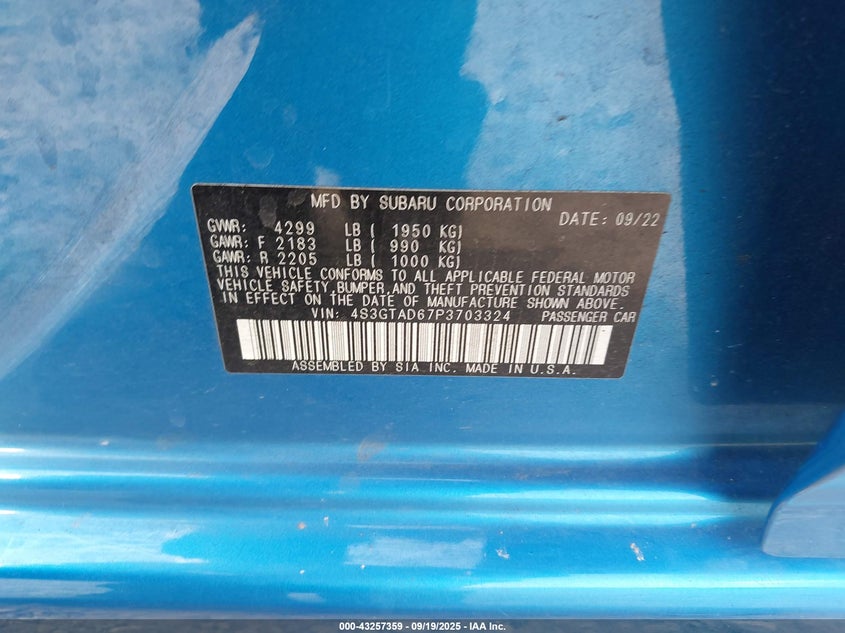 MFD BY SUBARU CORPORATION
DATE: 09/22
GVWR: 4299 LB ( 1950 KG)
GAWR: F 2183 LB ( 990 KG)
GAWR: R 2205 LB ( 1000 KG)
THIS VEHICLE CONFORMS TO ALL APPLICABLE FEDERAL MOTOR
VEHICLE SAFETY, BUMPER, AND THEFT PREVENTION STANDARDS
IN EFFECT ON THE DATE OF MANUFACTURE SHOWN ABOVE.
VIN: 4S3GTAD67P3703324 PASSENGER CAR
ASSEMBLED BY SIA INC. MADE IN U.S.A.
000-43257359 - 09/19/2025 - IAA Inc.